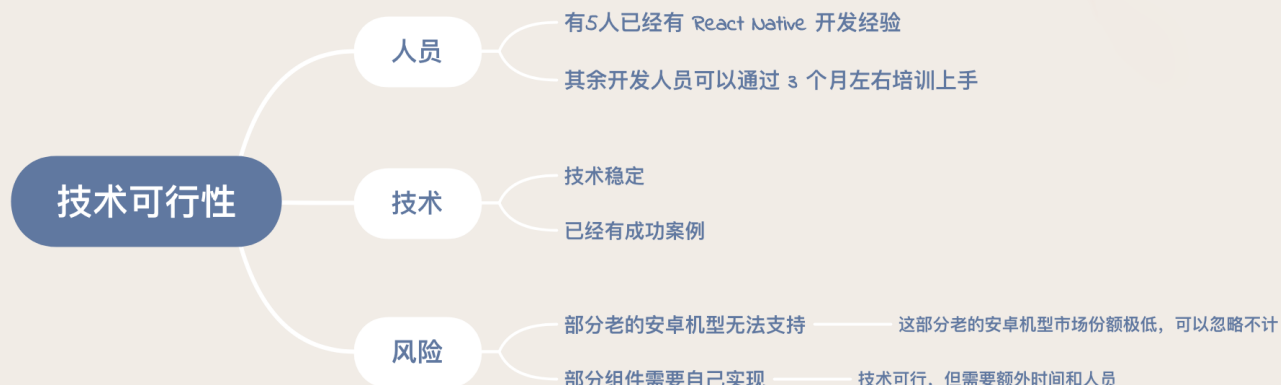 技术可行性
人员
有5人已经有 React Native 开发经验
其余开发人员可以通过 3 个月左右培训上手
技术
技术稳定
已经有成功案例
风险
部分老的安卓机型无法支持
这部分老的安卓机型市场份额极低，可以忽略不计
部分组件需要自己实现
技术可行，但需要额外时间和人员